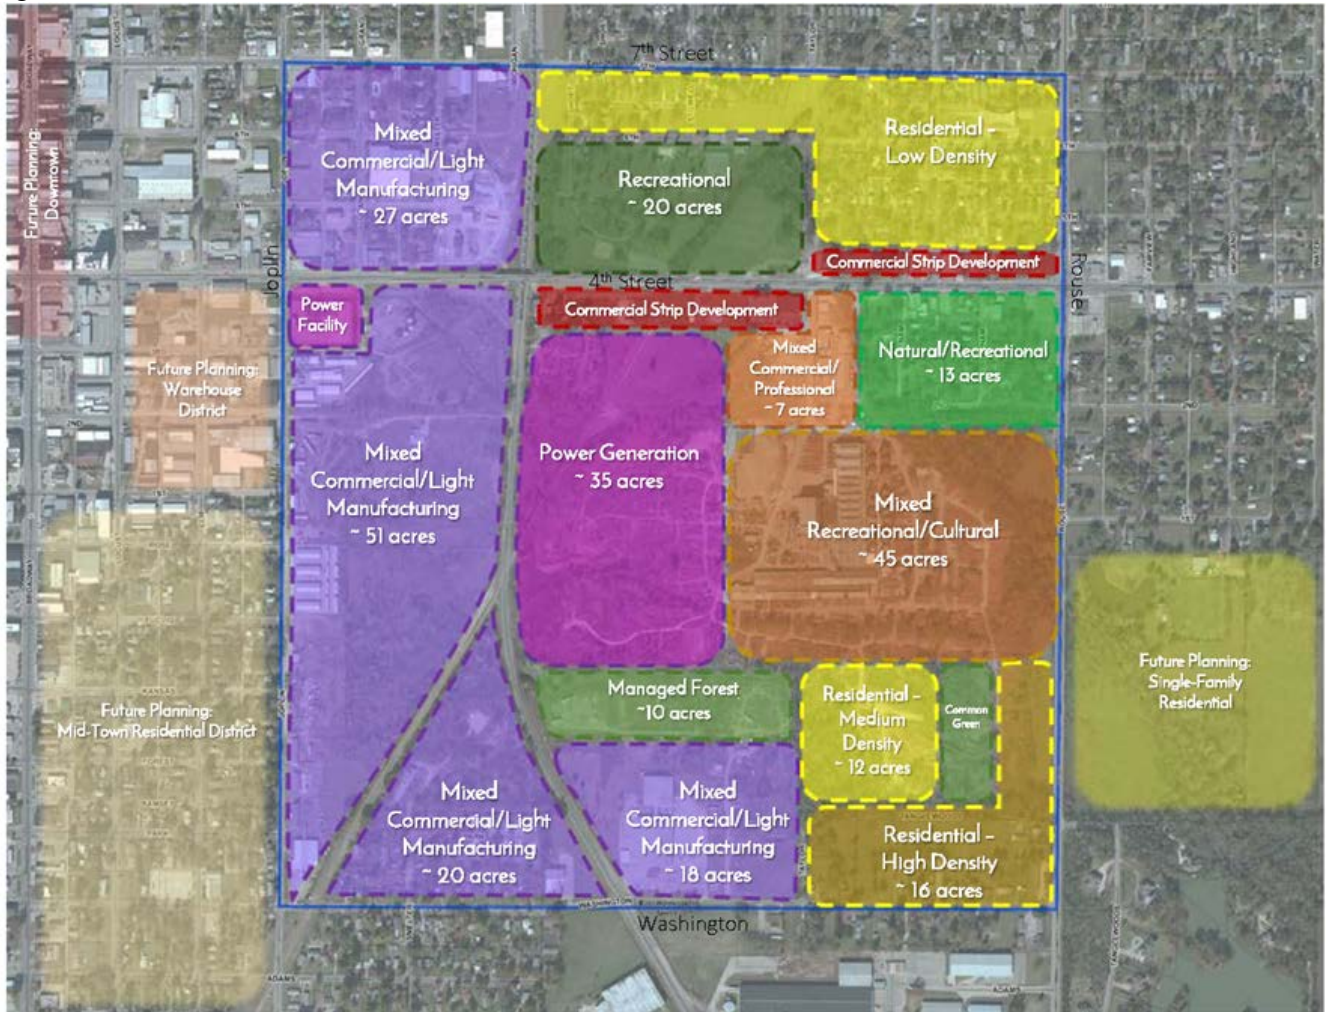 7th Street
Mixed
Commercial/Light
Manufacturing
~ 27 acres
Residential -
Low Density
Recreational
~ 20 acres
Future Planning:
Downtown
Joplin
Rouse
Commercial Strip Development
4th Street
Power
Facility
Commercial Strip Development
Mixed
Commercial/
Professional
~ 7 acres
Natural/Recreational
~ 13 acres
Future Planning:
Warehouse
District
Mixed
Commercial/Light
Manufacturing
~ 51 acres
Power Generation
~ 35 acres
Mixed
Recreational/Cultural
~ 45 acres
Future Planning:
Mid-Town Residential District
Managed Forest
~10 acres
Residential -
Medium
Density
~ 12 acres
Common
Green
Future Planning:
Single-Family
Residential
Mixed
Commercial/Light
Manufacturing
~ 20 acres
Mixed
Commercial/Light
Manufacturing
~ 18 acres
Residential -
High Density
~ 16 acres
WASHINGTON
Washington
ADAMS
ADAMS